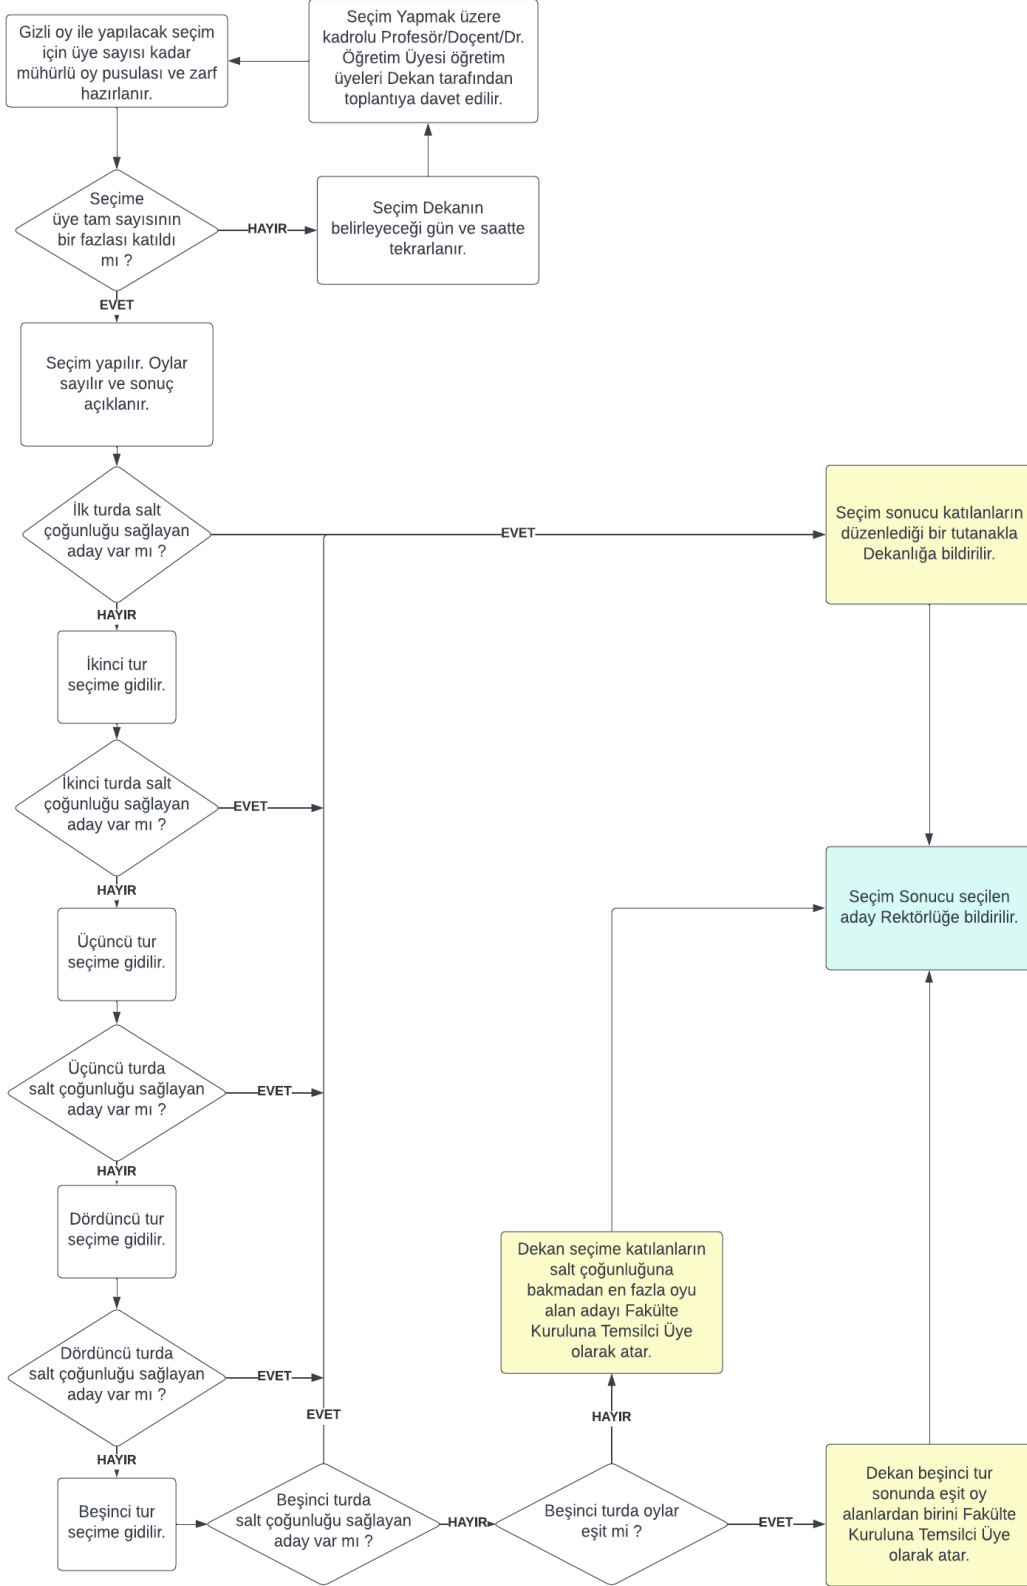 Seçim Yapmak üzere
kadrolu Profesör/Doçent/Dr.
Öğretim Üyesi öğretim
üyeleri Dekan tarafından
toplantıya davet edilir.
Gizli oy ile yapılacak seçim
için üye sayısı kadar
mühürlü oy pusulası ve zarf
hazırlanır.
Seçime
üye tam sayısının
bir fazlası katıldı
mı ?
HAYIR
Seçim Dekanın
belirleyeceği gün ve saatte
tekrarlanır.
EVET
Seçim yapılır. Oylar
sayılır ve sonuç
açıklanır.
İlk turda salt
çoğunluğu sağlayan
aday var mı ?
EVET
Seçim sonucu katılanların
düzenlediği bir tutanakla
Dekanlığa bildirilir.
HAYIR
İkinci tur
seçime gidilir.
İkinci turda salt
çoğunluğu sağlayan
aday var mı ?
EVET
HAYIR
Seçim Sonucu seçilen
aday Rektörlüğe bildirilir.
Üçüncü tur
seçime gidilir.
Üçüncü turda
salt çoğunluğu sağlayan
aday var mı ?
EVET
HAYIR
Dördüncü tur
seçime gidilir.
Dekan seçime katılanların
salt çoğunluğuna
bakmadan en fazla oyu
alan adayı Fakülte
Kuruluna Temsilci Üye
olarak atar.
Dördüncü turda
salt çoğunluğu sağlayan
aday var mı ?
EVET
EVET
HAYIR
HAYIR
Beşinci tur
seçime gidilir.
Beşinci turda
salt çoğunluğu sağlayan
aday var mı ?
HAYIR
Beşinci turda oylar
eşit mi ?
EVET
Dekan beşinci tur
sonunda eşit oy
alanlardan birini Fakülte
Kuruluna Temsilci Üye
olarak atar.